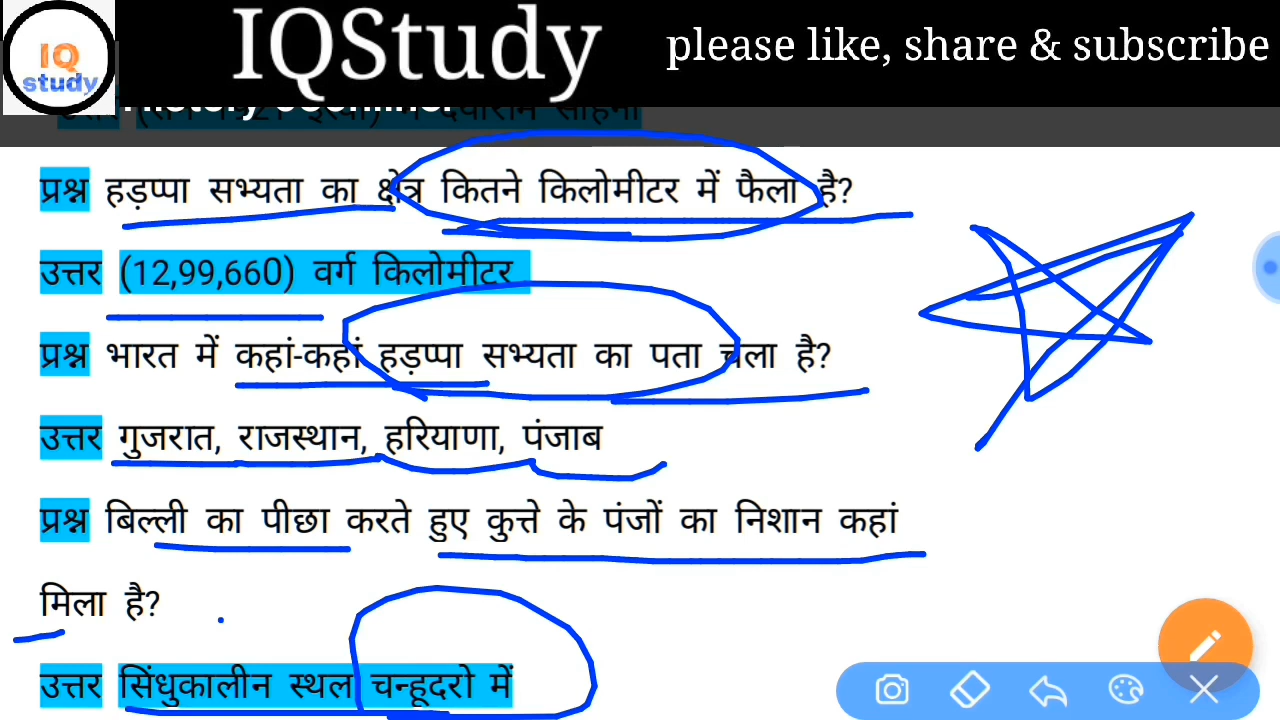 IQ study
IQStudy
please like, share & subscribe
प्रश्न हड़प्पा सभ्यता का क्षेत्र कितने किलोमीटर में फैला है?
उत्तर (12,99,660) वर्ग किलोमीटर
प्रश्न भारत में कहां-कहां हड़प्पा सभ्यता का पता चला है?
उत्तर गुजरात, राजस्थान, हरियाणा, पंजाब
प्रश्न बिल्ली का पीछा करते हुए कुत्ते के पंजों का निशान कहां
मिला है?
उत्तर सिंधुकालीन स्थल चन्हूदरो में